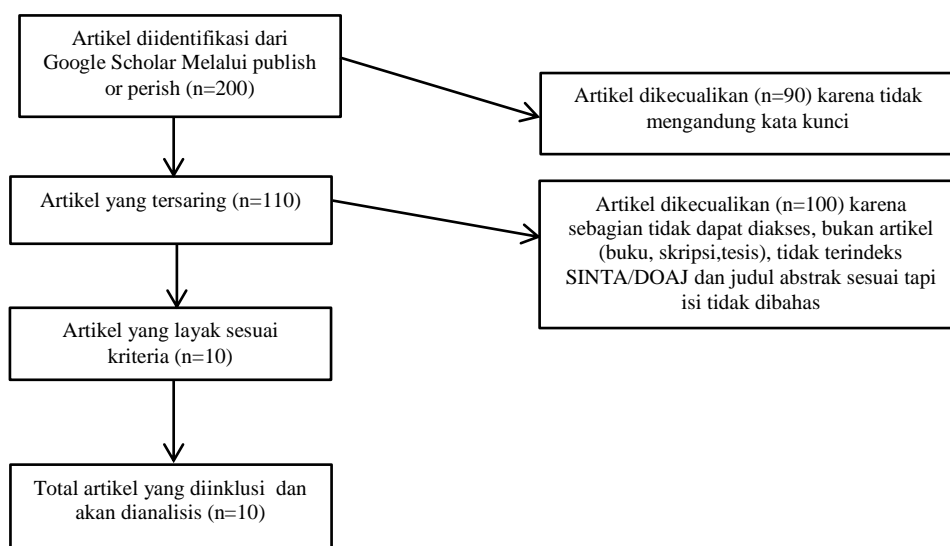 Artikel diidentifikasi dari
Google Scholar Melalui publish
or perish (n=200)
Artikel dikecualikan (n=90) karena tidak
mengandung kata kunci
Artikel yang tersaring (n=110)
Artikel dikecualikan (n=100) karena
sebagian tidak dapat diakses, bukan artikel
(buku, skripsi,tesis), tidak terindeks
SINTA/DOAJ dan judul abstrak sesuai tapi
isi tidak dibahas
Artikel yang layak sesuai
kriteria (n=10)
Total artikel yang diinklusi dan
akan dianalisis (n=10)